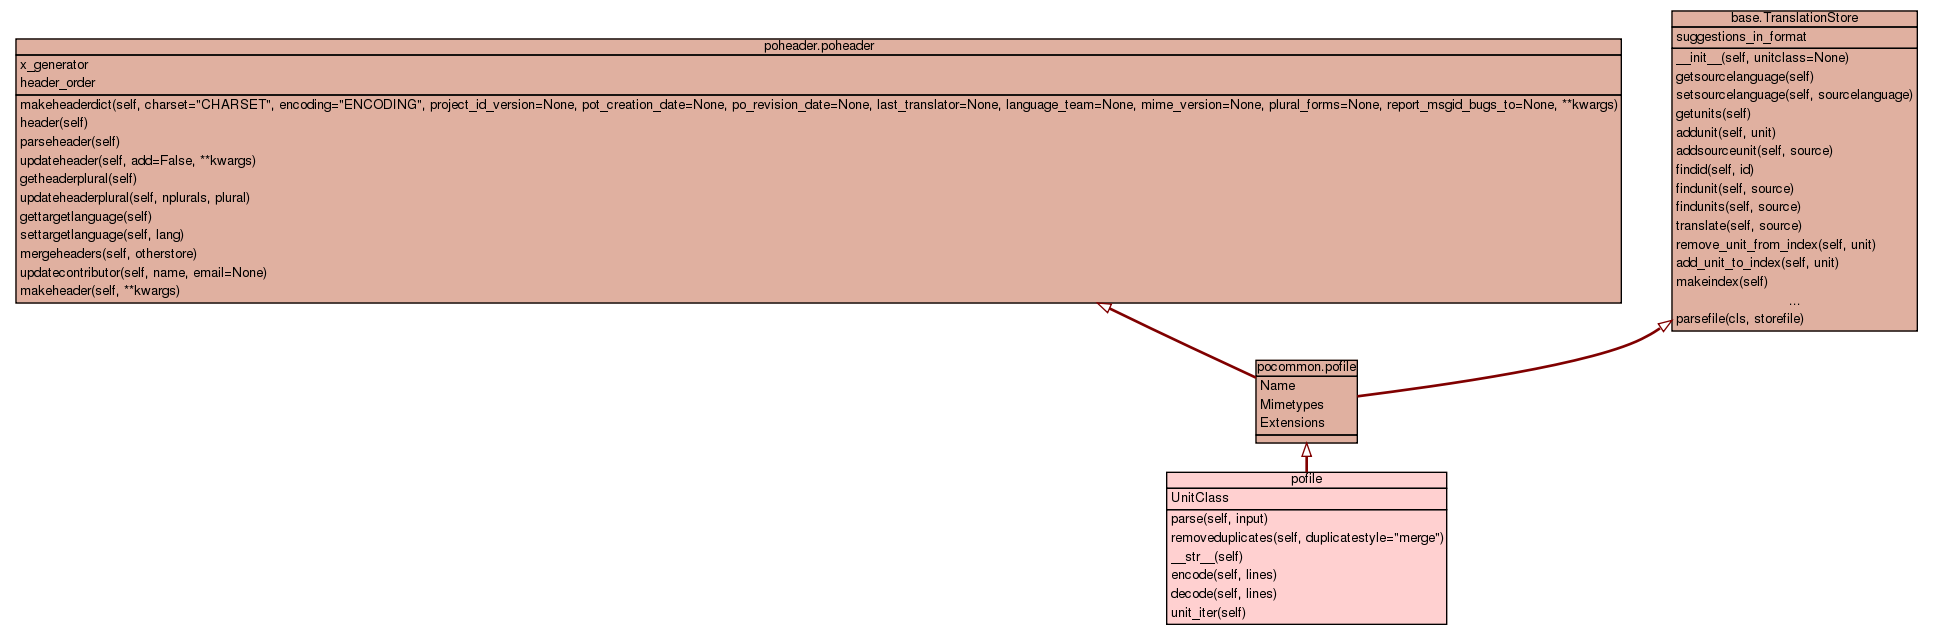 poheader.poheader
x_generator
header_order
makeheaderdict(self, charset="CHARSET", encoding="ENCODING", project_id_version=None, pot_creation_date=None, po_revision_date=None, last_translator=None, language_team=None, mime_version=None, plural_forms=None, report_msgid_bugs_to=None, **kwargs)
header(self)
parseheader(self)
updateheader(self, add=False, **kwargs)
getheaderplural(self)
updateheaderplural(self, nplurals, plural)
gettargetlanguage(self)
settargetlanguage(self, lang)
mergeheaders(self, otherstore)
updatecontributor(self, name, email=None)
makeheader(self, **kwargs)
base.TranslationStore
suggestions_in_format
__init__(self, unitclass=None)
getsourcelanguage(self)
setsourcelanguage(self, sourcelanguage)
getunits(self)
addunit(self, unit)
addsourceunit(self, source)
findid(self, id)
findunit(self, source)
findunits(self, source)
translate(self, source)
remove_unit_from_index(self, unit)
add_unit_to_index(self, unit)
makeindex(self)
...
parsefile(cls, storefile)
pocommon.pofile
Name
Mimetypes
Extensions
pofile
UnitClass
parse(self, input)
removeduplicates(self, duplicatestyle="merge")
__str__(self)
encode(self, lines)
decode(self, lines)
unit_iter(self)